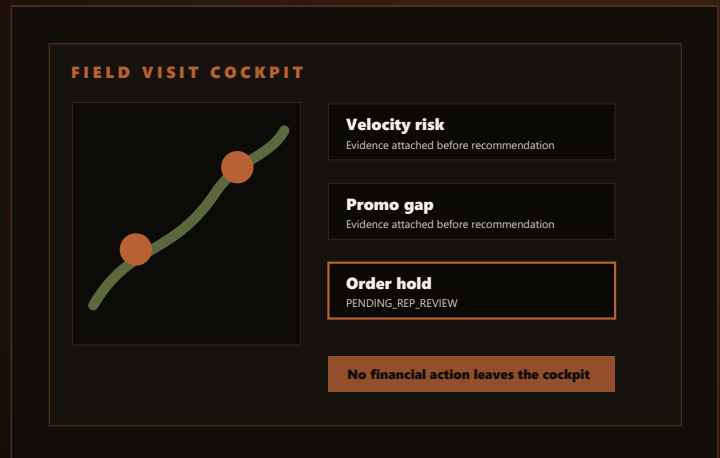 FIELD VISIT COCKPIT
Velocity risk
Evidence attached before recommendation
Promo gap
Evidence attached before recommendation
Order hold
PENDING_REP_REVIEW
No financial action leaves the cockpit